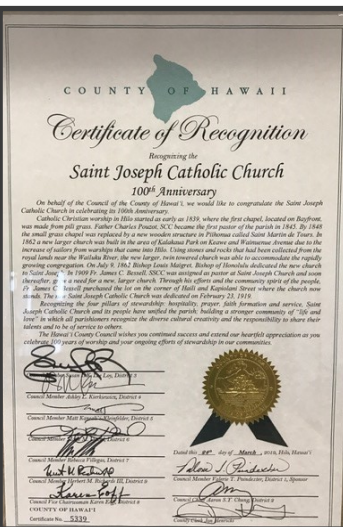 COUNTY OF HAWAII
Certificate of Recognition
Recognizing the
Saint Joseph Catholic Church
100th Anniversary
On behalf of the Council of the County of Hawai'i, we would like to congratulate the Saint Joseph
Catholic Church in celebrating its 100th Anniversary.
Catholic Christian worship in Hilo started as early as 1839, where the first chapel, located on Bayfront,
was made from pili grass. Father Charles Pouzot, SSCC became the first pastor of the parish in 1845. By 1848
the small grass chapel was replaced by a new wooden structure in Pitkonua called Saint Martin de Tours. In
1862 a new larger church was built in the area of Kalakaua Park on Keawe and Waianuenue Avenue due to the
increase of sailors from warships that came into Hilo. Using stones and rocks that had been collected from the
royal lands near the Wailuku River, the new larger, twin towered church was able to accommodate the rapidly
growing congregation. On July 9, 1862 Bishop Louis Maigret, Bishop of Honolulu dedicated the new church
to Saint Joseph. In 1909 Fr. James C. Bessell, SSCC was assigned as pastor at Saint Joseph Church and soon
thereafter, grew a need for a new, larger church. Through his efforts and the community spirit of the people,
Fr. James C. Bessell purchased the lot on the corner of Haili and Kapiolani Street where the church now
stands. The new Saint Joseph Catholic Church was dedicated on February 23, 1919.
Recognizing the four pillars of stewardship: hospitality, prayer, faith formation and service. Saint
Joseph Church and its people have unified the parish; building a stronger community of "life and
love" in which all parishioners recognize the diverse cultural creativity and the responsibility to share their
talents and to be of service to others.
The Hawai'i County Council wishes you continued success and extend our heartfelt appreciation as you
celebrate 100 years of worship and your ongoing efforts of stewardship in our communities.
Council Member Susan Lee Loy, District 3
Council Member Ashley L. Kierkiewicz, District 4
Council Member Matt Kaneali'i-Kleinfelder, District 5
Council Member District 6
Council Member Rebecca Villegas, District 7
Council Member Herbert M. Richards III, District 9
Karen Eoff
Council Vice Chairwoman Karen Eoff, District 8
COUNTY OF HAWAI'I
Certificate No. 5339
Dated this day of March, 2019, Hilo, Hawai'i
Council Member Valerie T. Poindexter, District 1, Sponsor
Council Chair Aaron S.Y. Chung, District 2
County Clerk Jon Henricks